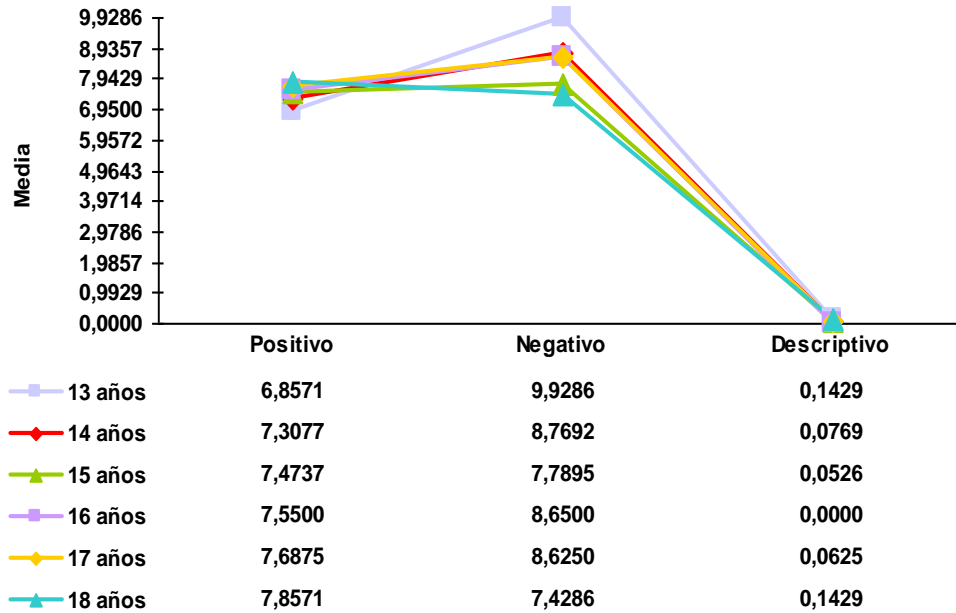 9,9286
8,9357
7,9429
6,9500
5,9572
4,9643
3,9714
2,9786
1,9857
0,9929
0,0000
Media
Positivo Negativo Descriptivo
13 años 6,8571 9,9286 0,1429
14 años 7,3077 8,7692 0,0769
15 años 7,4737 7,7895 0,0526
16 años 7,5500 8,6500 0,0000
17 años 7,6875 8,6250 0,0625
18 años 7,8571 7,4286 0,1429